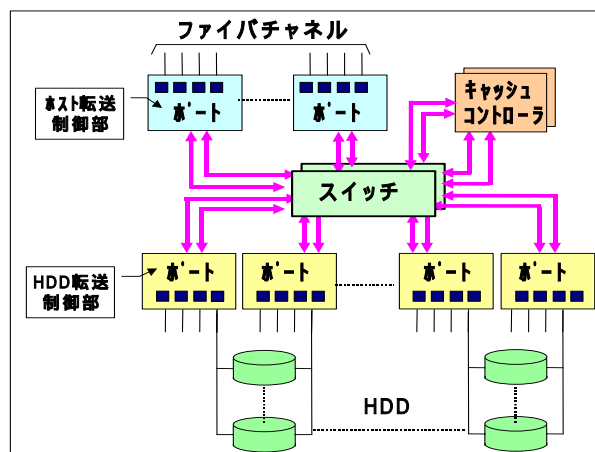 ファイバチャネル
ホスト転送
制御部
ポート
ポート
キャッシュ
コントローラ
スイッチ
HDD転送
制御部
ポート
ポート
ポート
ポート
HDD